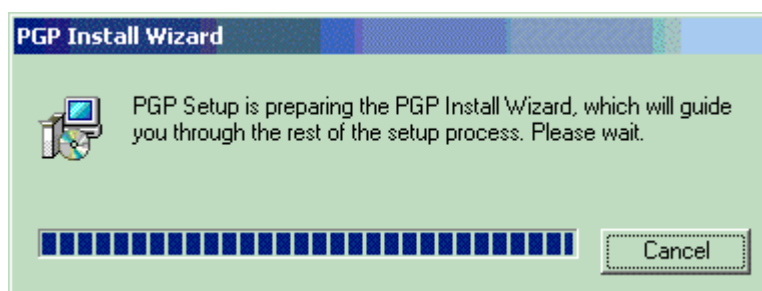 PGP Install Wizard
PGP Setup is preparing the PGP Install Wizard, which will guide
you through the rest of the setup process. Please wait.
Cancel